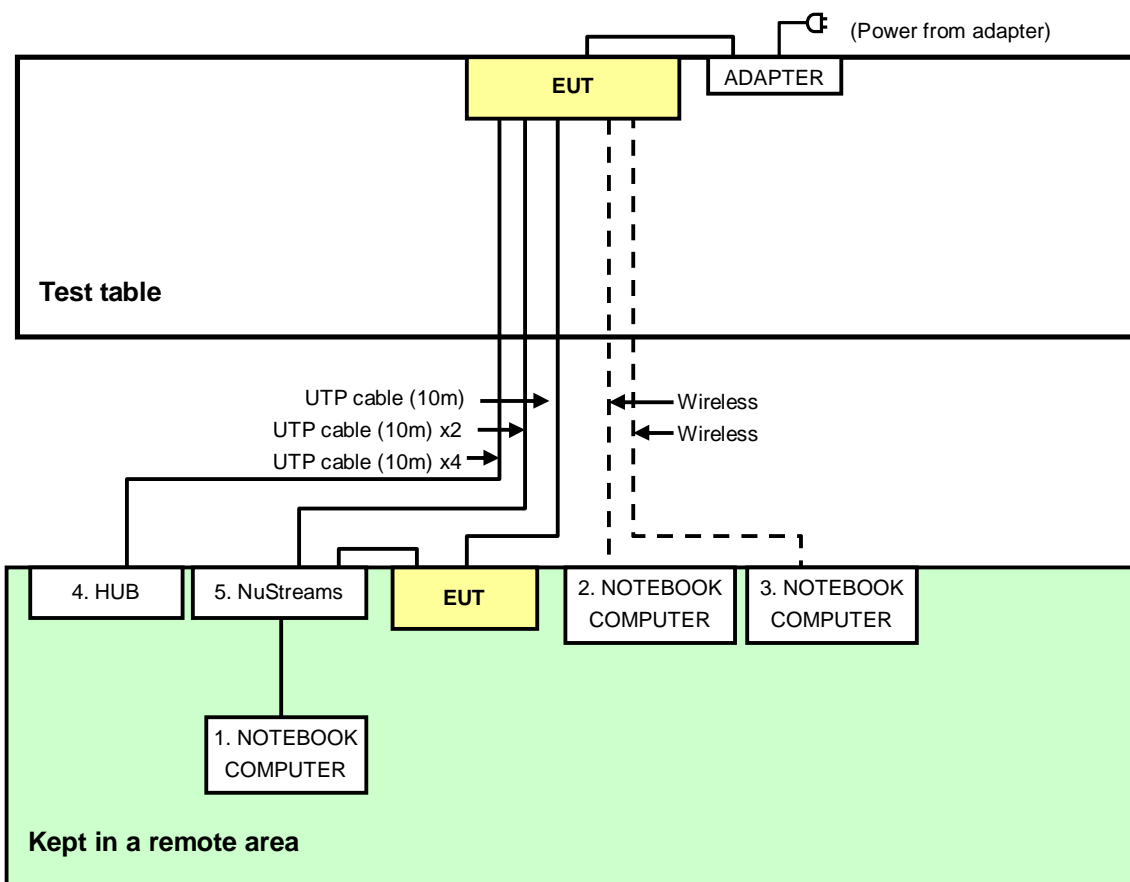 (Power from adapter)
EUT
ADAPTER
Test table
UTP cable (10m)
Wireless
UTP cable (10m) x2
Wireless
UTP cable (10m) x4
4. HUB
5. NuStreams
EUT
2. NOTEBOOK
COMPUTER
3. NOTEBOOK
COMPUTER
1. NOTEBOOK
COMPUTER
Kept in a remote area